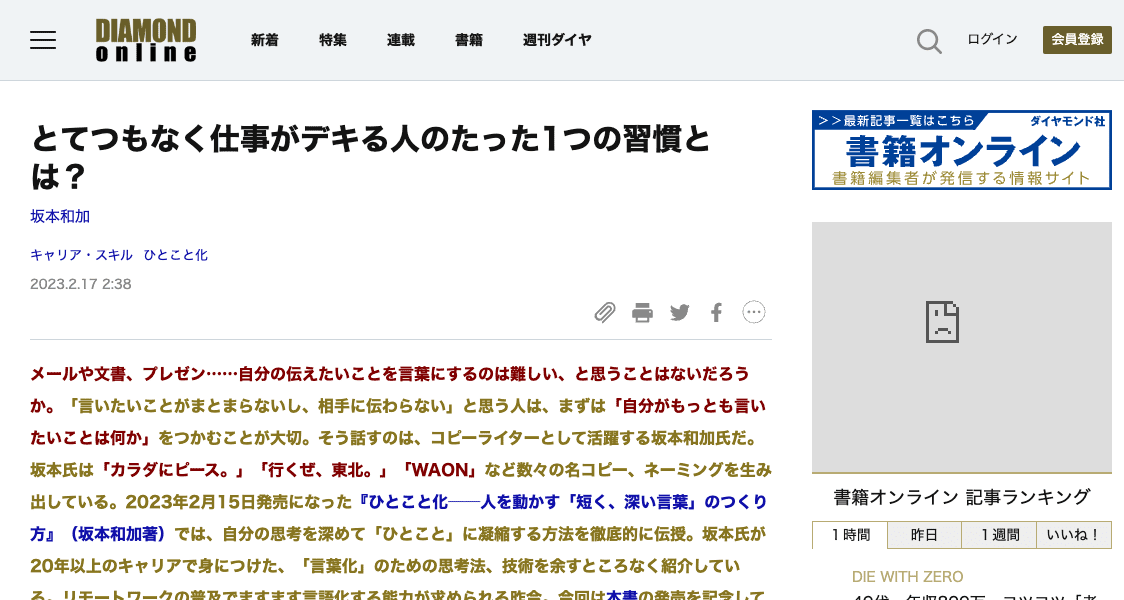 DIAMOND
online
新着 特集 連載 書籍 週刊ダイヤ
ログイン
会員登録
とてつもなく仕事がデキる人のたった1つの習慣と
は？
坂本和加
キャリア・スキル ひとこと化
2023.2.17 2:38
メールや文書、プレゼン……自分の伝えたいことを言葉にするのは難しい、と思うことはないだろう
か。「言いたいことがまとまらないし、相手に伝わらない」と思う人は、まずは「自分がもっとも言い
たいことは何か」をつかむことが大切。そう話すのは、コピーライターとして活躍する坂本和加氏だ。
坂本氏は「カラダにピース。」「行くぜ、東北。」「WAON」など数々の名コピー、ネーミングを生み
出している。2023年2月15日発売になった『ひとこと化──人を動かす「短く、深い言葉」のつくり
方』（坂本和加著）では、自分の思考を深めて「ひとこと」に凝縮する方法を徹底的に伝授。坂本氏が
20年以上のキャリアで身につけた、「言葉化」のための思考法、技術を余すところなく紹介してい
る。リモートワークの普及でますます言語化する能力が求められる昨今。今回は本書の発売を記念して
＞＞最新記事一覧はこちら
ダイヤモンド社
書籍オンライン
書籍編集者が発信する情報サイト
書籍オンライン 記事ランキング
１時間 昨日 １週間 いいね！
DIE WITH ZERO
40代、年収800万、コツコツ「老